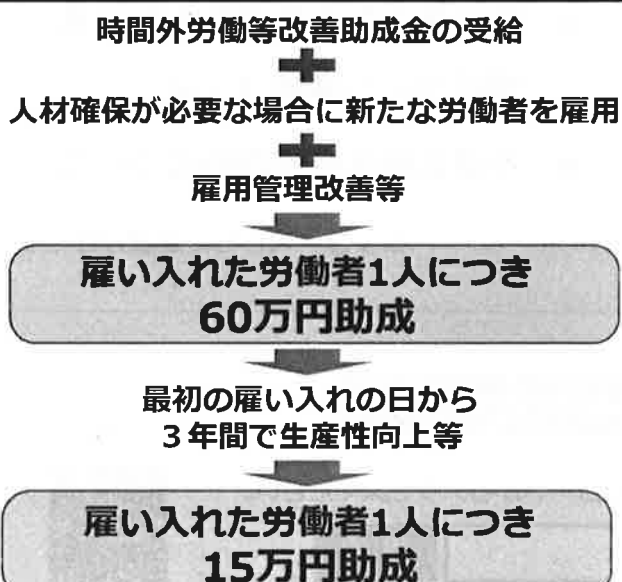 時間外労働等改善助成金の受給
+
人材確保が必要な場合に新たな労働者を雇用
+
雇用管理改善等
雇い入れた労働者1人につき
60万円助成
最初の雇い入れの日から
３年間で生産性向上等
雇い入れた労働者1人につき
15万円助成